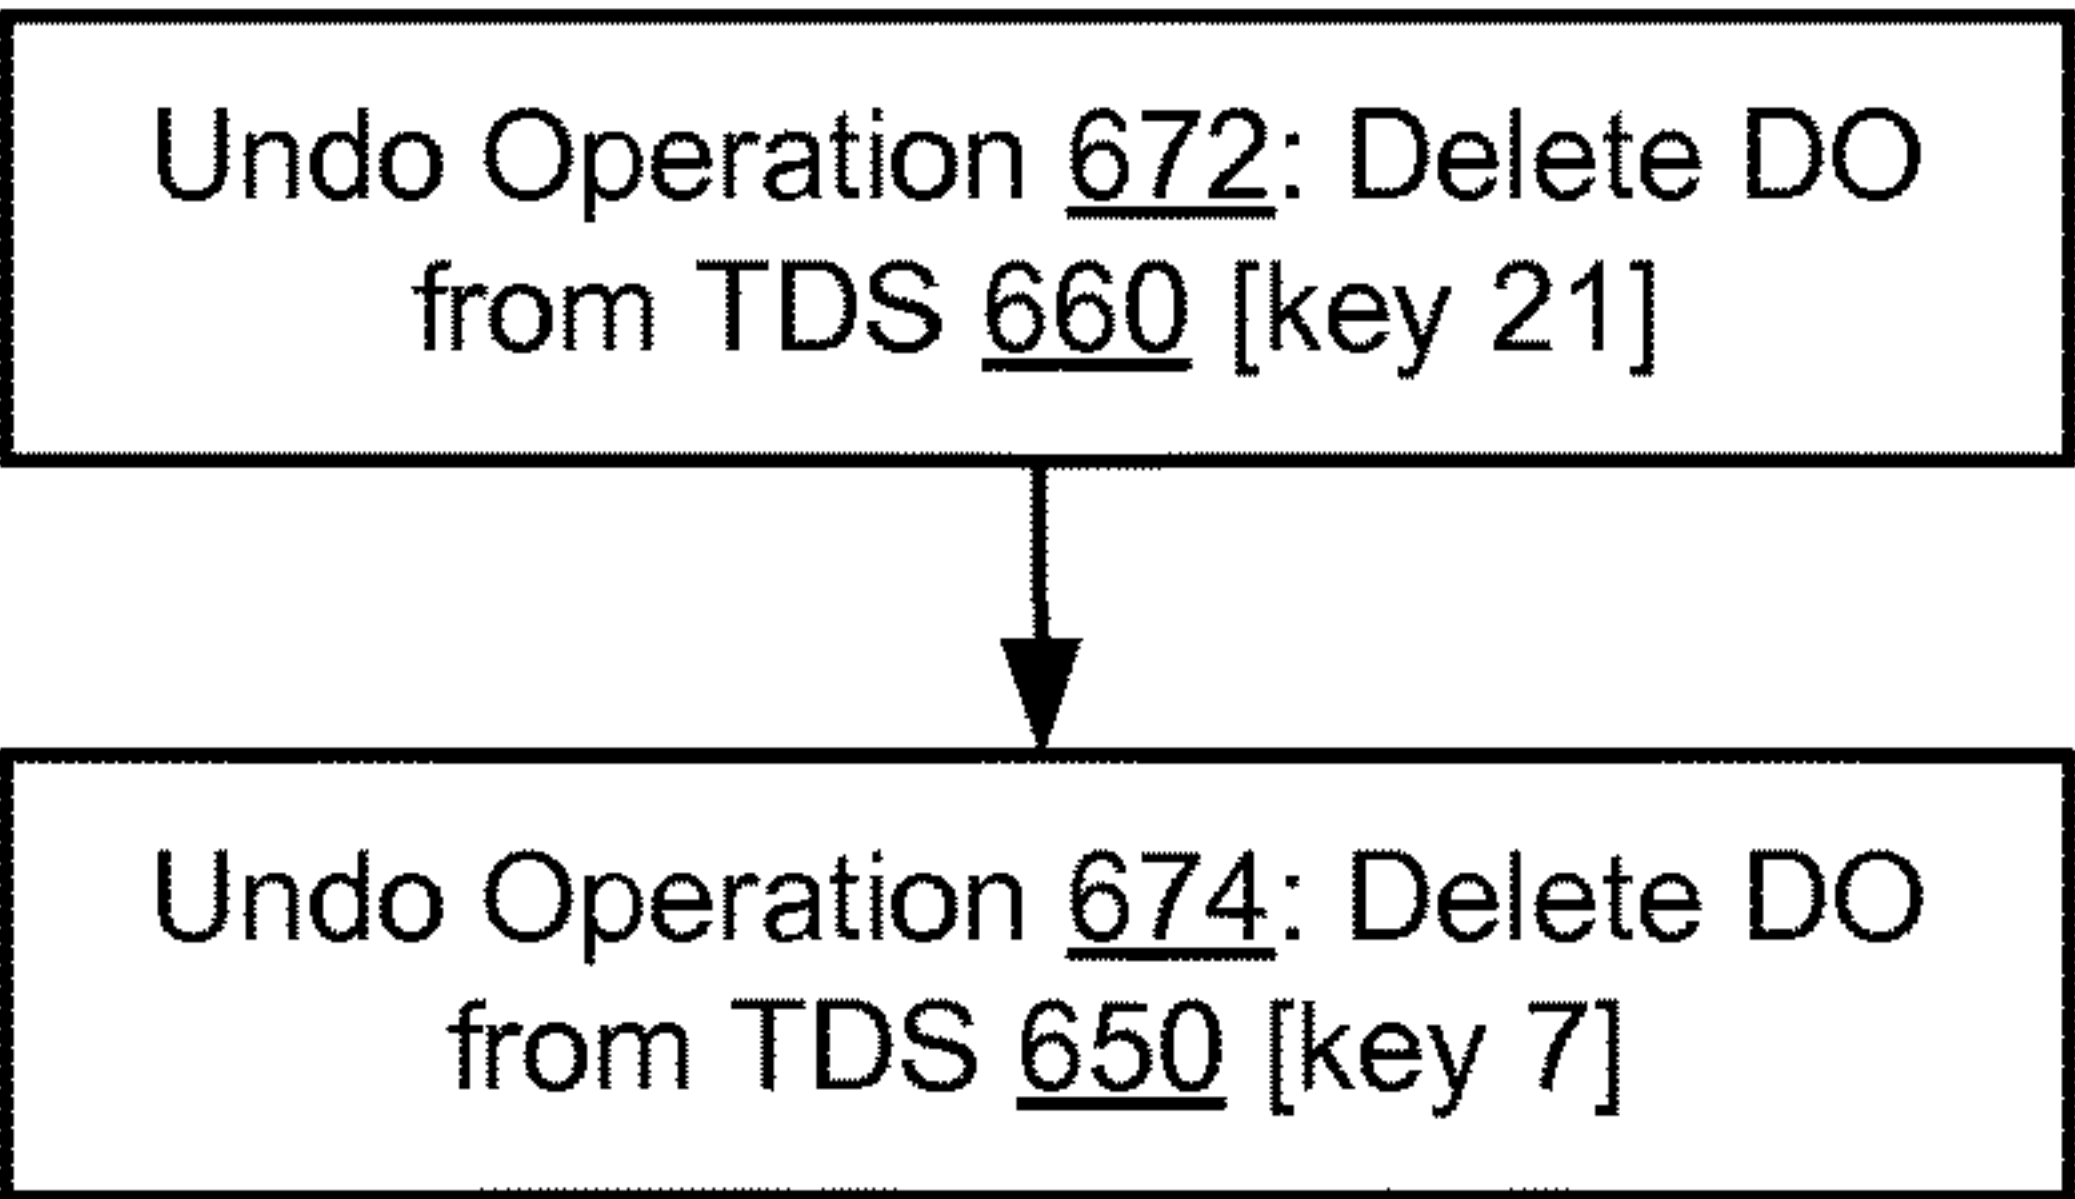 Undo Operation 672: Delete DO
from TDS 660 [key 21]
Undo Operation 674: Delete DO
from TDS 650 [key 7]